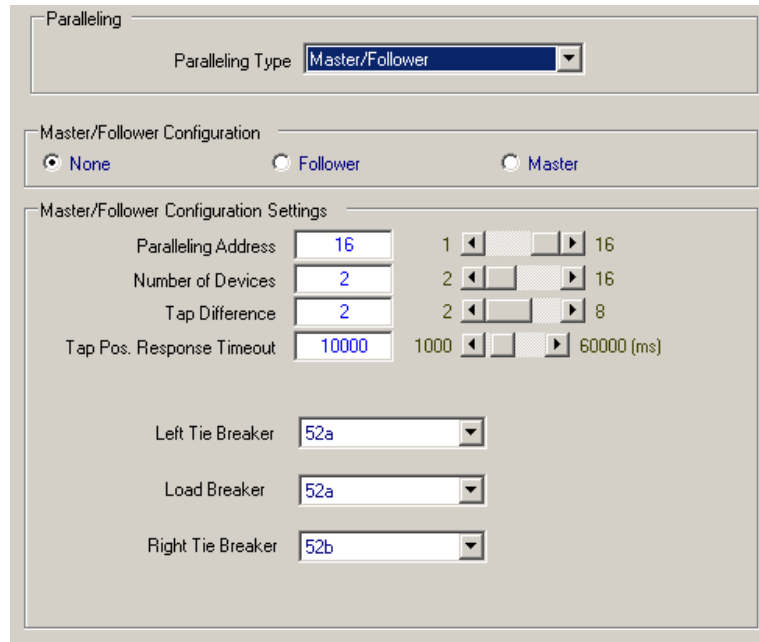 Paralleling
Paralleling Type Master/Follower
Master/Follower Configuration
None Follower Master
Master/Follower Configuration Settings
Paralleling Address 16 1 16
Number of Devices 2 2 16
Tap Difference 2 2 8
Tap Pos. Response Timeout 10000 1000 60000 (ms)
Left Tie Breaker 52a
Load Breaker 52a
Right Tie Breaker 52b